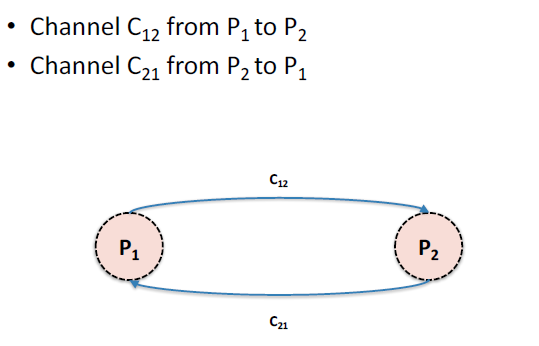 • Channel C₁₂ from P₁ to P₂
• Channel C₂₁ from P₂ to P₁
C₁₂
P₁
P₂
C₂₁